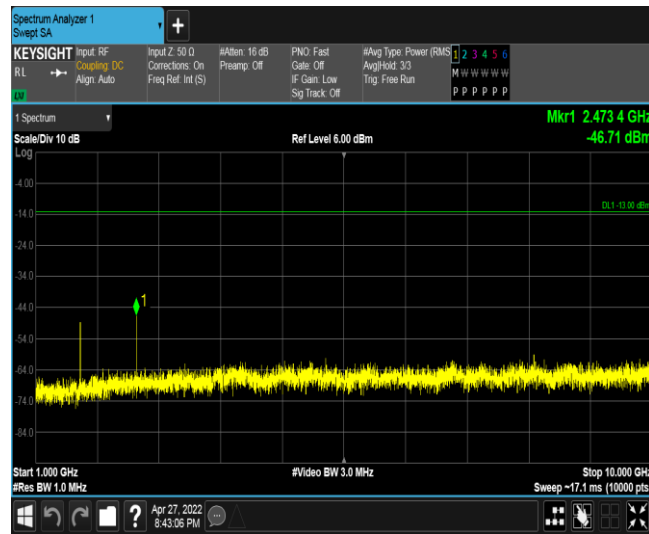 Spectrum Analyzer 1
Swept SA
KEYSIGHT
RL
Input: RF
Coupling: DC
Align: Auto
Input Z: 50 Ω
Corrections: On
Freq Ref: Int (S)
#Atten: 16 dB
Preamp: Off
PNO: Fast
Gate: Off
IF Gain: Low
Sig Track: Off
#Avg Type: Power (RMS
Avg|Hold: 3/3
Trig: Free Run
1 2 3 4 5 6
M W W W W W
P P P P P P
1 Spectrum
Mkr1 2.473 4 GHz
Scale/Div 10 dB
Ref Level 6.00 dBm
-46.71 dBm
Log
-4.00
DL1 -13.00 dBm
-14.0
-24.0
-34.0
1
-44.0
-54.0
-64.0
-74.0
-84.0
Start 1.000 GHz
#Video BW 3.0 MHz
Stop 10.000 GHz
#Res BW 1.0 MHz
Sweep ~17.1 ms (10000 pts
?
Apr 27, 2022
8:43:06 PM